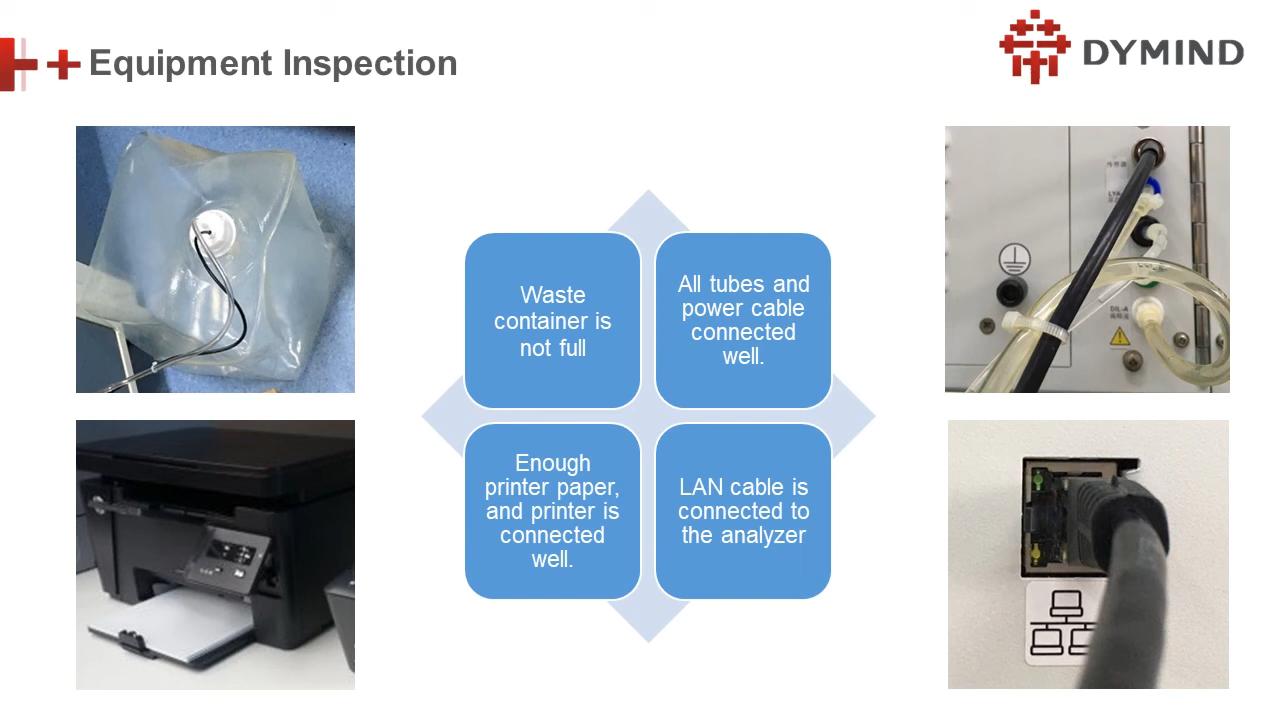 Equipment Inspection
DYMIND
Waste
container is
not full
All tubes and
power cable
connected
well.
Enough
printer paper,
and printer is
connected
well.
LAN cable is
connected to
the analyzer
DIL-A